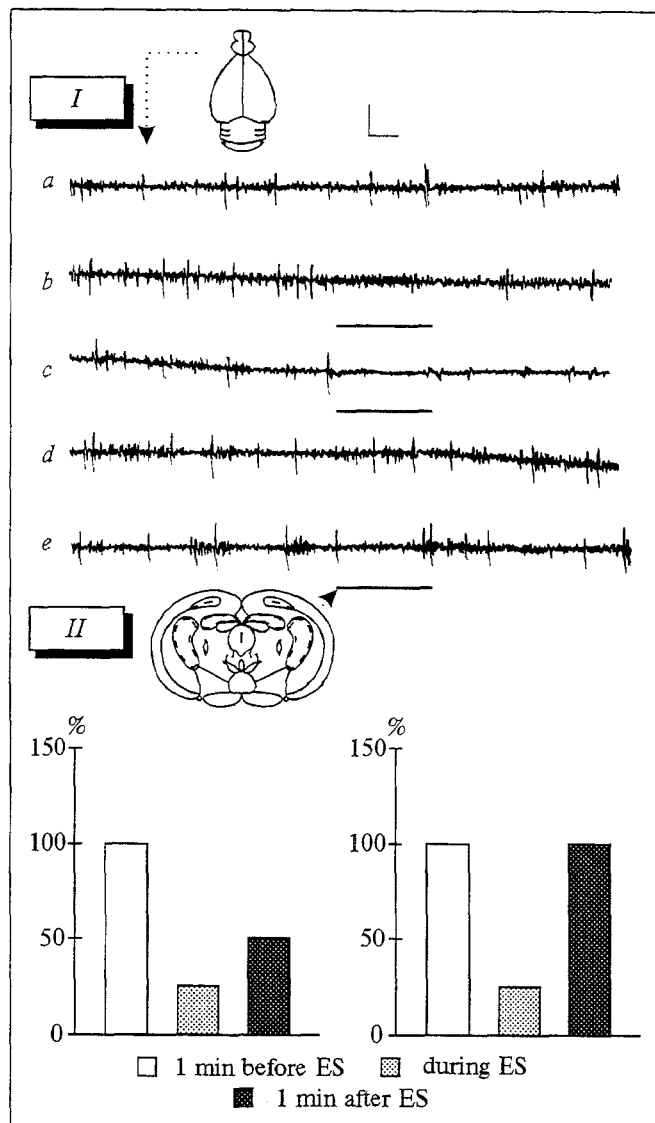 I
a
b
c
d
e
II
% %
150 150
100 100
50 50
0 0
1 min before ES during ES
1 min after ES